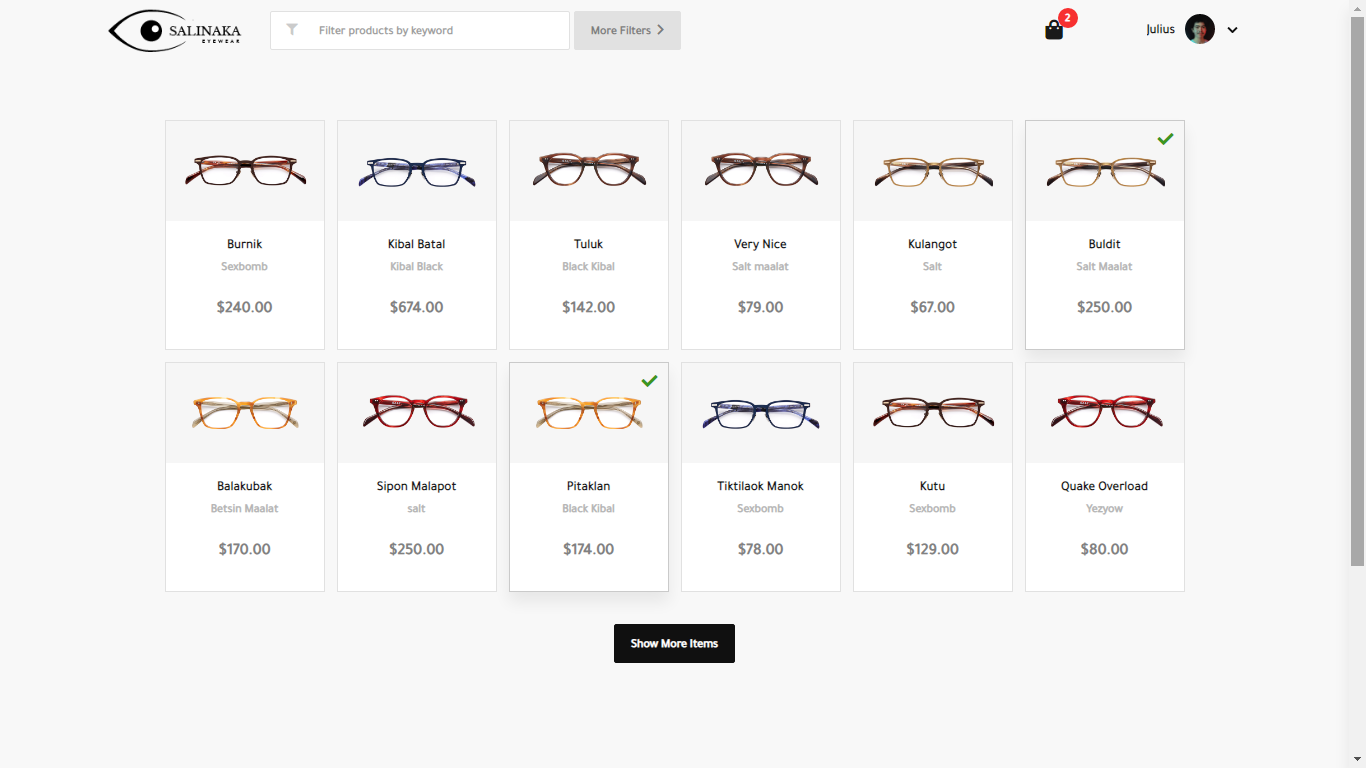 SALINAKA
EYEWEAR
Filter products by keyword
More Filters
2
Julius
Burnik
Sexbomb
$240.00
Kibal Batal
Kibal Black
$674.00
Tuluk
Black Kibal
$142.00
Very Nice
Salt maalat
$79.00
Kulangot
Salt
$67.00
Buldit
Salt Maalat
$250.00
Balakubak
Betsin Maalat
$170.00
Sipon Malapot
salt
$250.00
Pitaklan
Black Kibal
$174.00
Tiktilaok Manok
Sexbomb
$78.00
Kutu
Sexbomb
$129.00
Quake Overload
Yezyow
$80.00
Show More Items